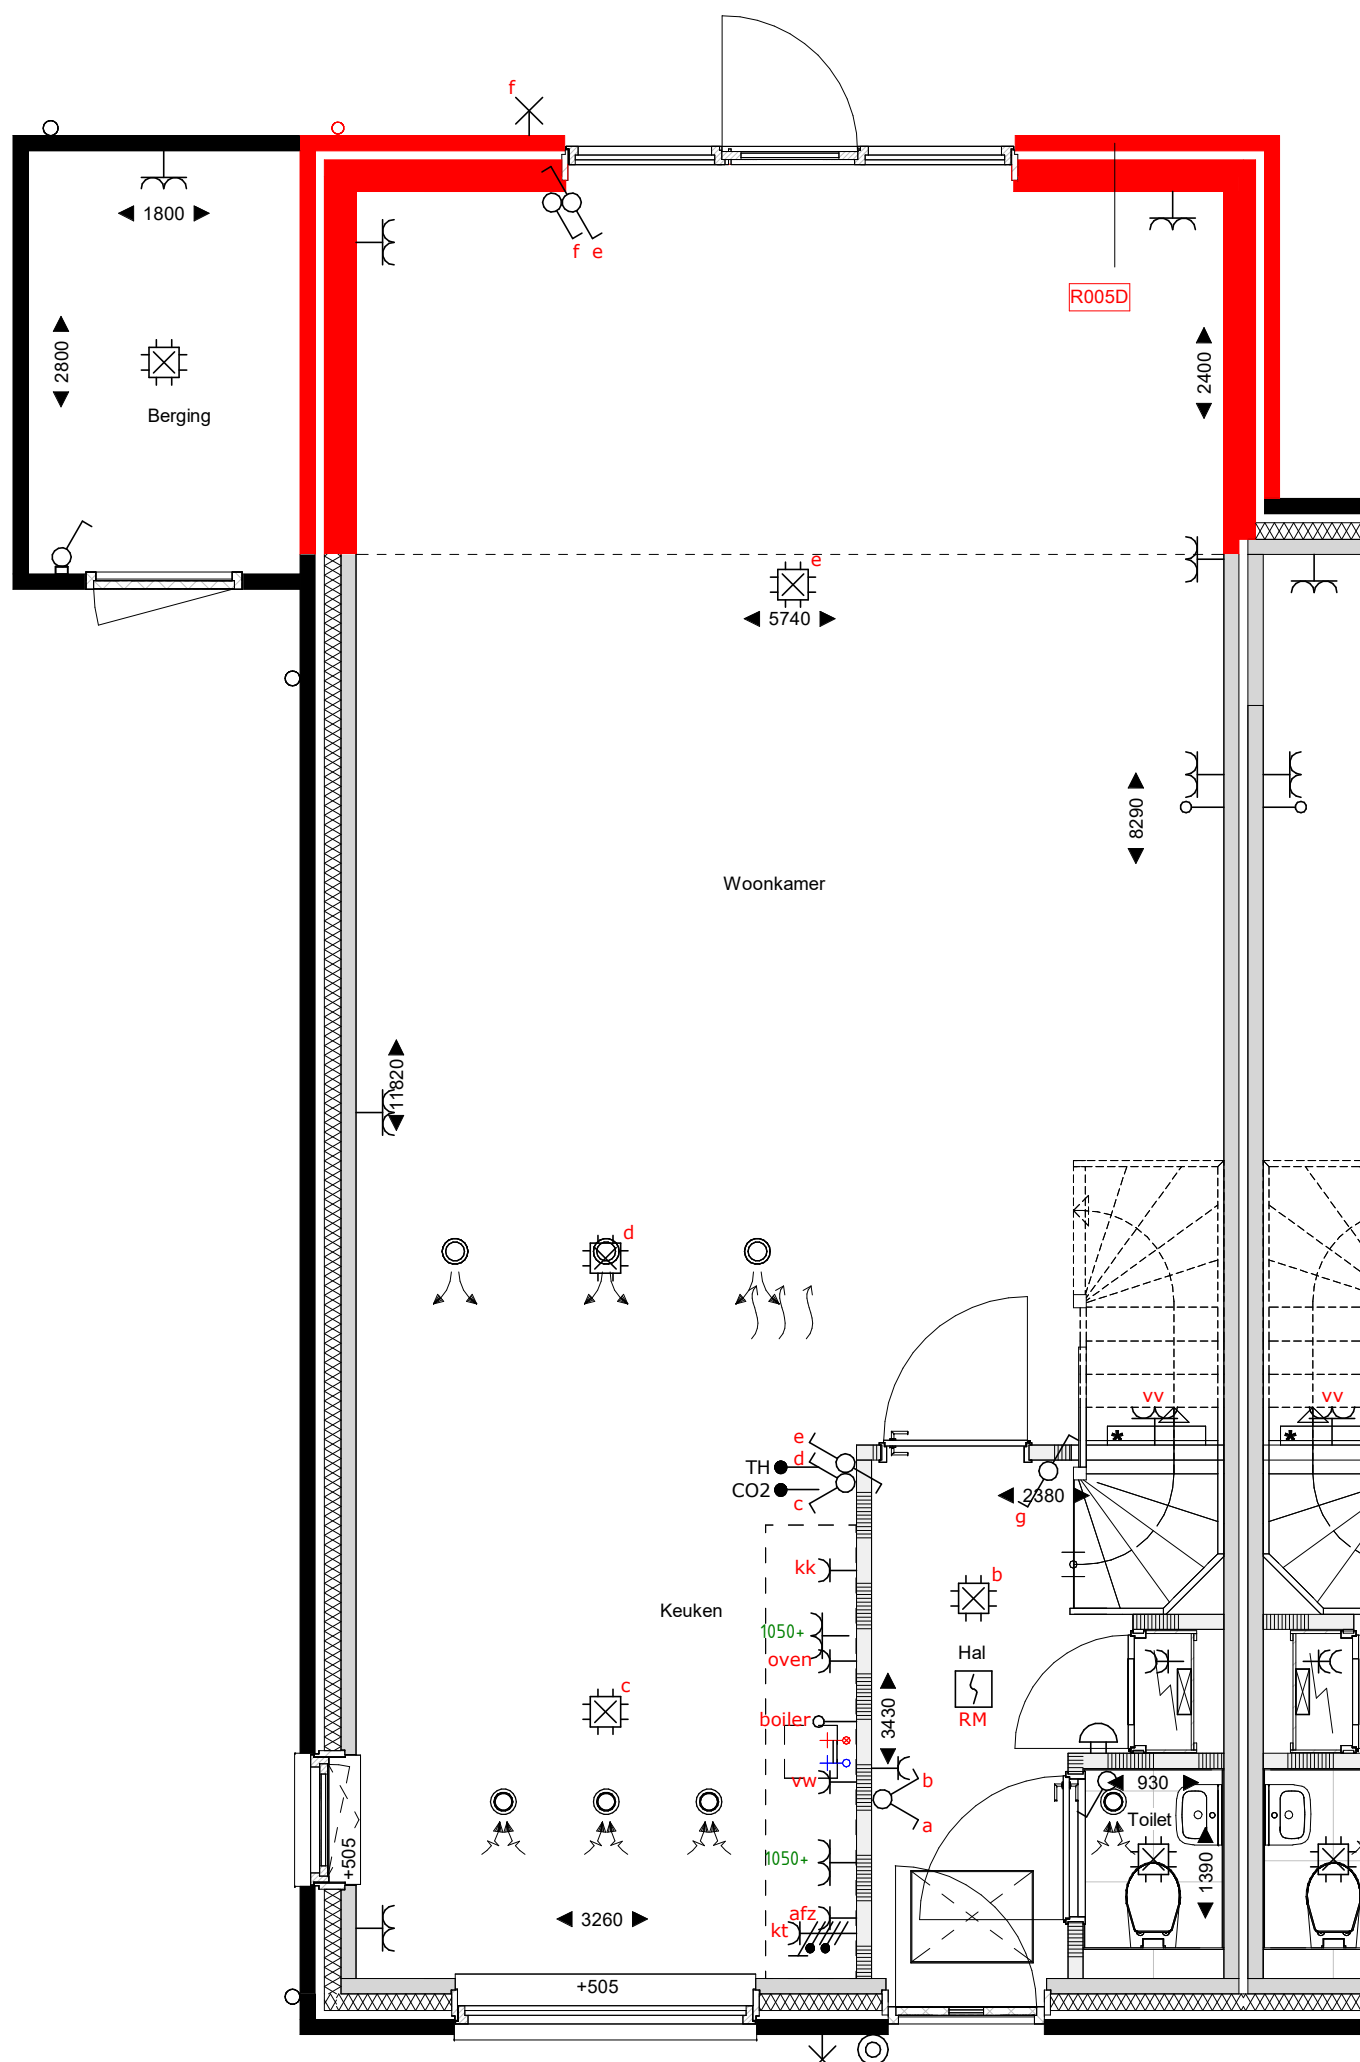 f
1800
f e
R005D
2800
2400
Berging
e
5740
8290
Woonkamer
11820
d
vv
vv
*
*
e
TH
d
CO2
c
2380
g
kk
b
Keuken
1050+
Hal
oven
c
3430
boiler
RM
vw
b
930
a
Toilet
+505
1050+
1390
afz
3260
kt
+505